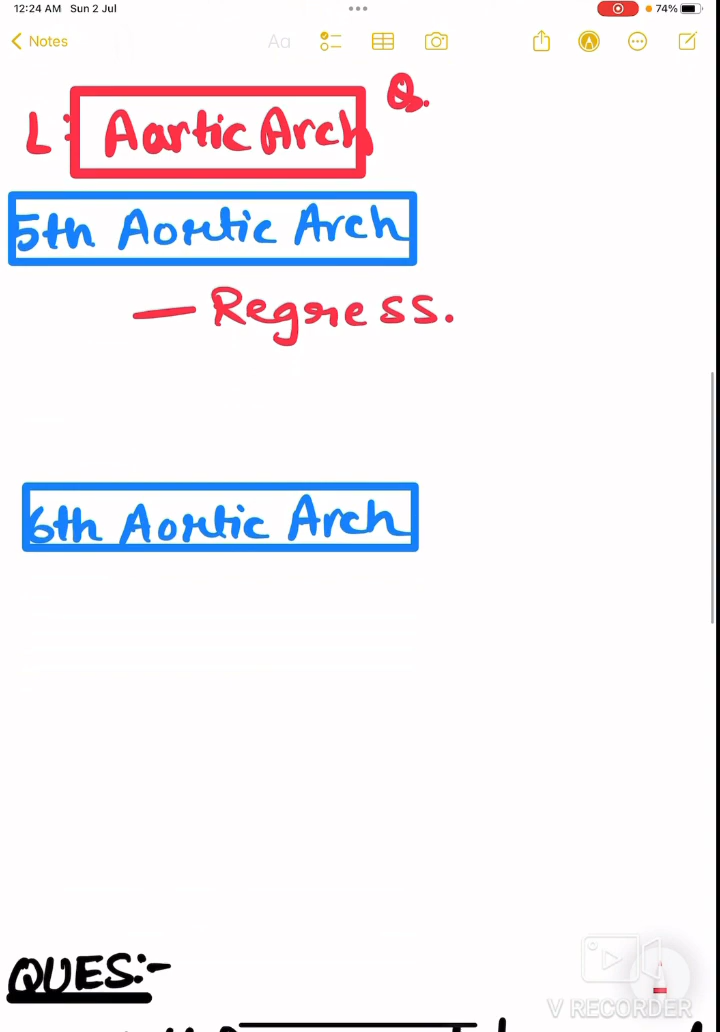 12:24 AM Sun 2 Jul
74%
Notes
Aa
Q.
L: Aartic Arch
5th Aortic Arch
— Regress.
6th Aortic Arch
QUES:-
V RECORDER